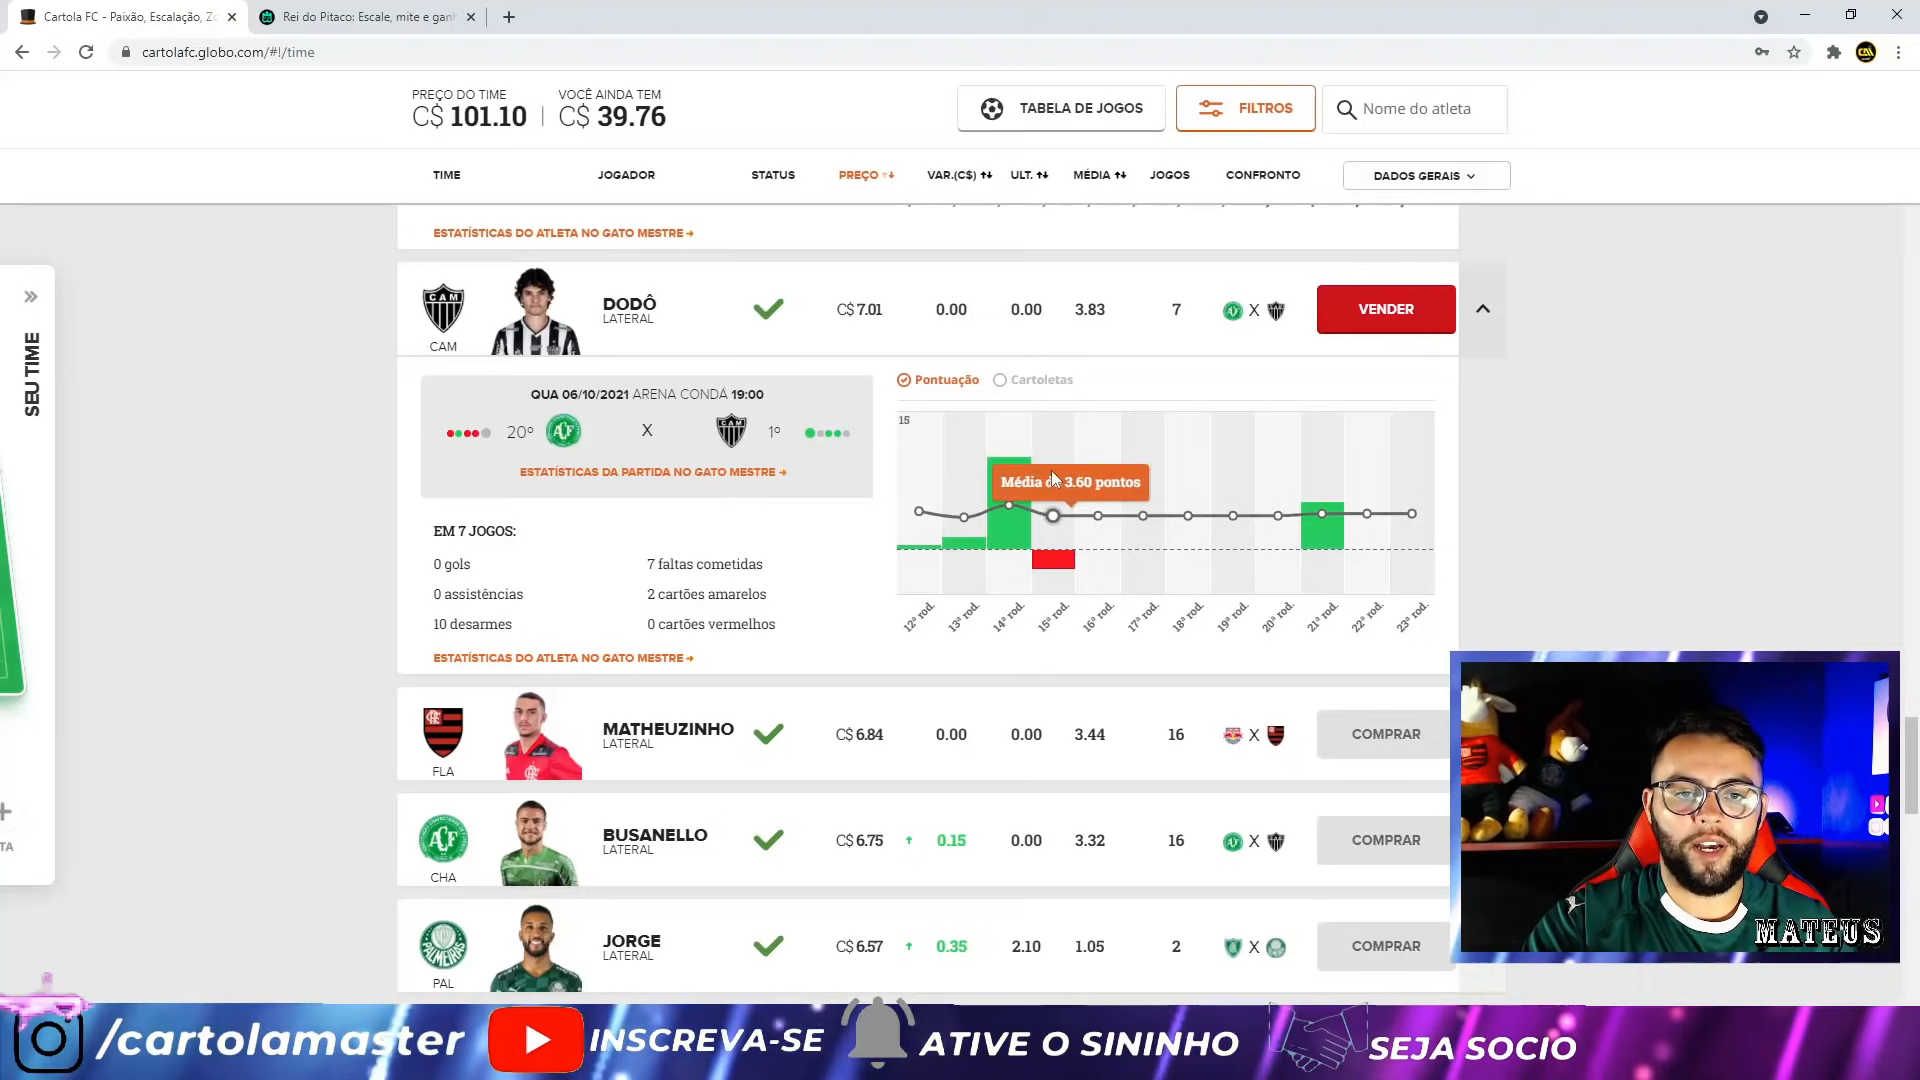 Cartola FC - Paixão, Escalação, Zo
Rei do Pitaco: Escale, mite e ganh
cartolafc.globo.com/#!/time
PREÇO DO TIME
C$ 101.10
VOCÊ AINDA TEM
C$ 39.76
TABELA DE JOGOS
FILTROS
Nome do atleta
TIME JOGADOR STATUS PREÇO VAR.(C$) ULT. MÉDIA JOGOS CONFRONTO DADOS GERAIS
ESTATÍSTICAS DO ATLETA NO GATO MESTRE
SEU TIME
TA
CAM
DODÔ
LATERAL
C$ 7.01 0.00 0.00 3.83 7 X VENDER
CAM
QUA 06/10/2021 ARENA CONDÁ 19:00
20º ACF X CAM 1º
ESTATÍSTICAS DA PARTIDA NO GATO MESTRE
EM 7 JOGOS:
0 gols 7 faltas cometidas
0 assistências 2 cartões amarelos
10 desarmes 0 cartões vermelhos
ESTATÍSTICAS DO ATLETA NO GATO MESTRE
Pontuação Cartoletas
15
Média d 3.60 pontos
12ª rod. 13ª rod. 14ª rod. 15ª rod. 16ª rod. 17ª rod. 18ª rod. 19ª rod. 20ª rod. 21ª rod. 22ª rod. 23ª rod.
MATHEUZINHO
LATERAL
C$ 6.84 0.00 0.00 3.44 16 X COMPRAR
FLA
ACF
BUSANELLO
LATERAL
C$ 6.75 0.15 0.00 3.32 16 X COMPRAR
CHA
PALMEIRAS
JORGE
LATERAL
C$ 6.57 0.35 2.10 1.05 2 X COMPRAR
PAL
MATEUS
/cartolamaster INSCREVA-SE ATIVE O SININHO SEJA SOCIO